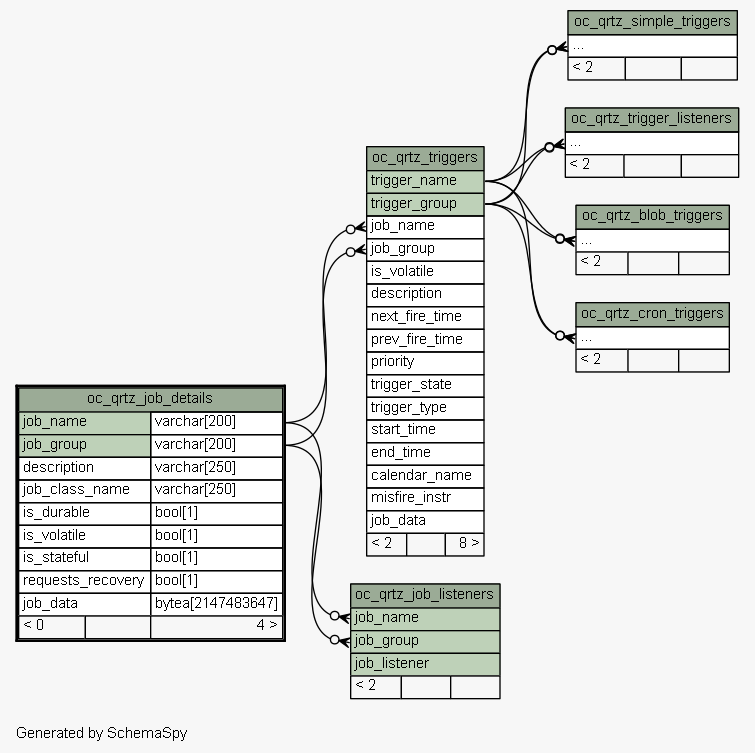 oc_qrtz_simple_triggers
...
< 2
oc_qrtz_trigger_listeners
...
< 2
oc_qrtz_blob_triggers
...
< 2
oc_qrtz_cron_triggers
...
< 2
oc_qrtz_triggers
trigger_name
trigger_group
job_name
job_group
is_volatile
description
next_fire_time
prev_fire_time
priority
trigger_state
trigger_type
start_time
end_time
calendar_name
misfire_instr
job_data
< 2 8 >
oc_qrtz_job_details
job_name varchar[200]
job_group varchar[200]
description varchar[250]
job_class_name varchar[250]
is_durable bool[1]
is_volatile bool[1]
is_stateful bool[1]
requests_recovery bool[1]
job_data bytea[2147483647]
< 0 4 >
oc_qrtz_job_listeners
job_name
job_group
job_listener
< 2
Generated by SchemaSpy